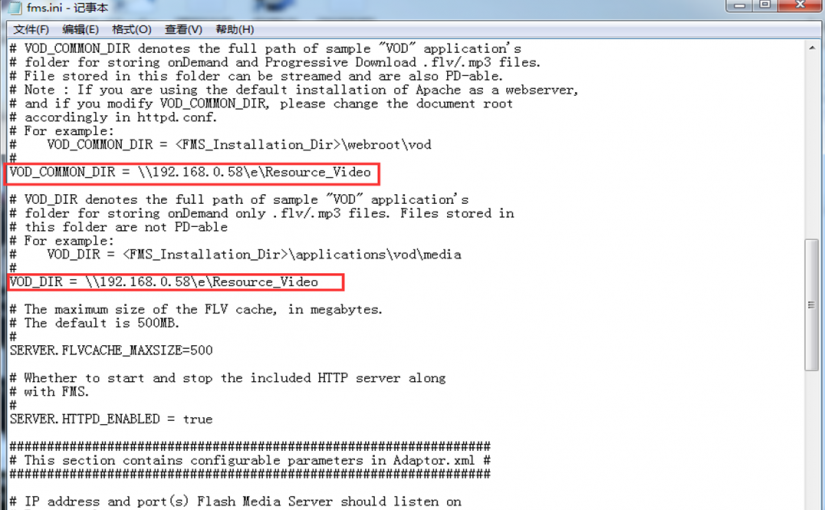 fms.ini - 记事本
文件(F) 编辑(E) 格式(O) 查看(V) 帮助(H)
# VOD_COMMON_DIR denotes the full path of sample "VOD" application's
# folder for storing onDemand and Progressive Download .flv/.mp3 files.
# File stored in this folder can be streamed and are also PD-able.
# Note : If you are using the default installation of Apache as a webserver,
# and if you modify VOD_COMMON_DIR, please change the document root
# accordingly in httpd.conf.
# For example:
#    VOD_COMMON_DIR = <FMS_Installation_Dir>\webroot\vod
#
VOD_COMMON_DIR = \\192.168.0.58\e\Resource_Video
# VOD_DIR denotes the full path of sample "VOD" application's
# folder for storing onDemand only .flv/.mp3 files. Files stored in
# this folder are not PD-able
# For example:
#    VOD_DIR = <FMS_Installation_Dir>\applications\vod\media
#
VOD_DIR = \\192.168.0.58\e\Resource_Video
# The maximum size of the FLV cache, in megabytes.
# The default is 500MB.
#
SERVER.FLVCACHE_MAXSIZE=500
# Whether to start and stop the included HTTP server along
# with FMS.
#
SERVER.HTTPD_ENABLED = true
###############################################################
# This section contains configurable parameters in Adaptor.xml #
###############################################################
# IP address and port(s) Flash Media Server should listen on